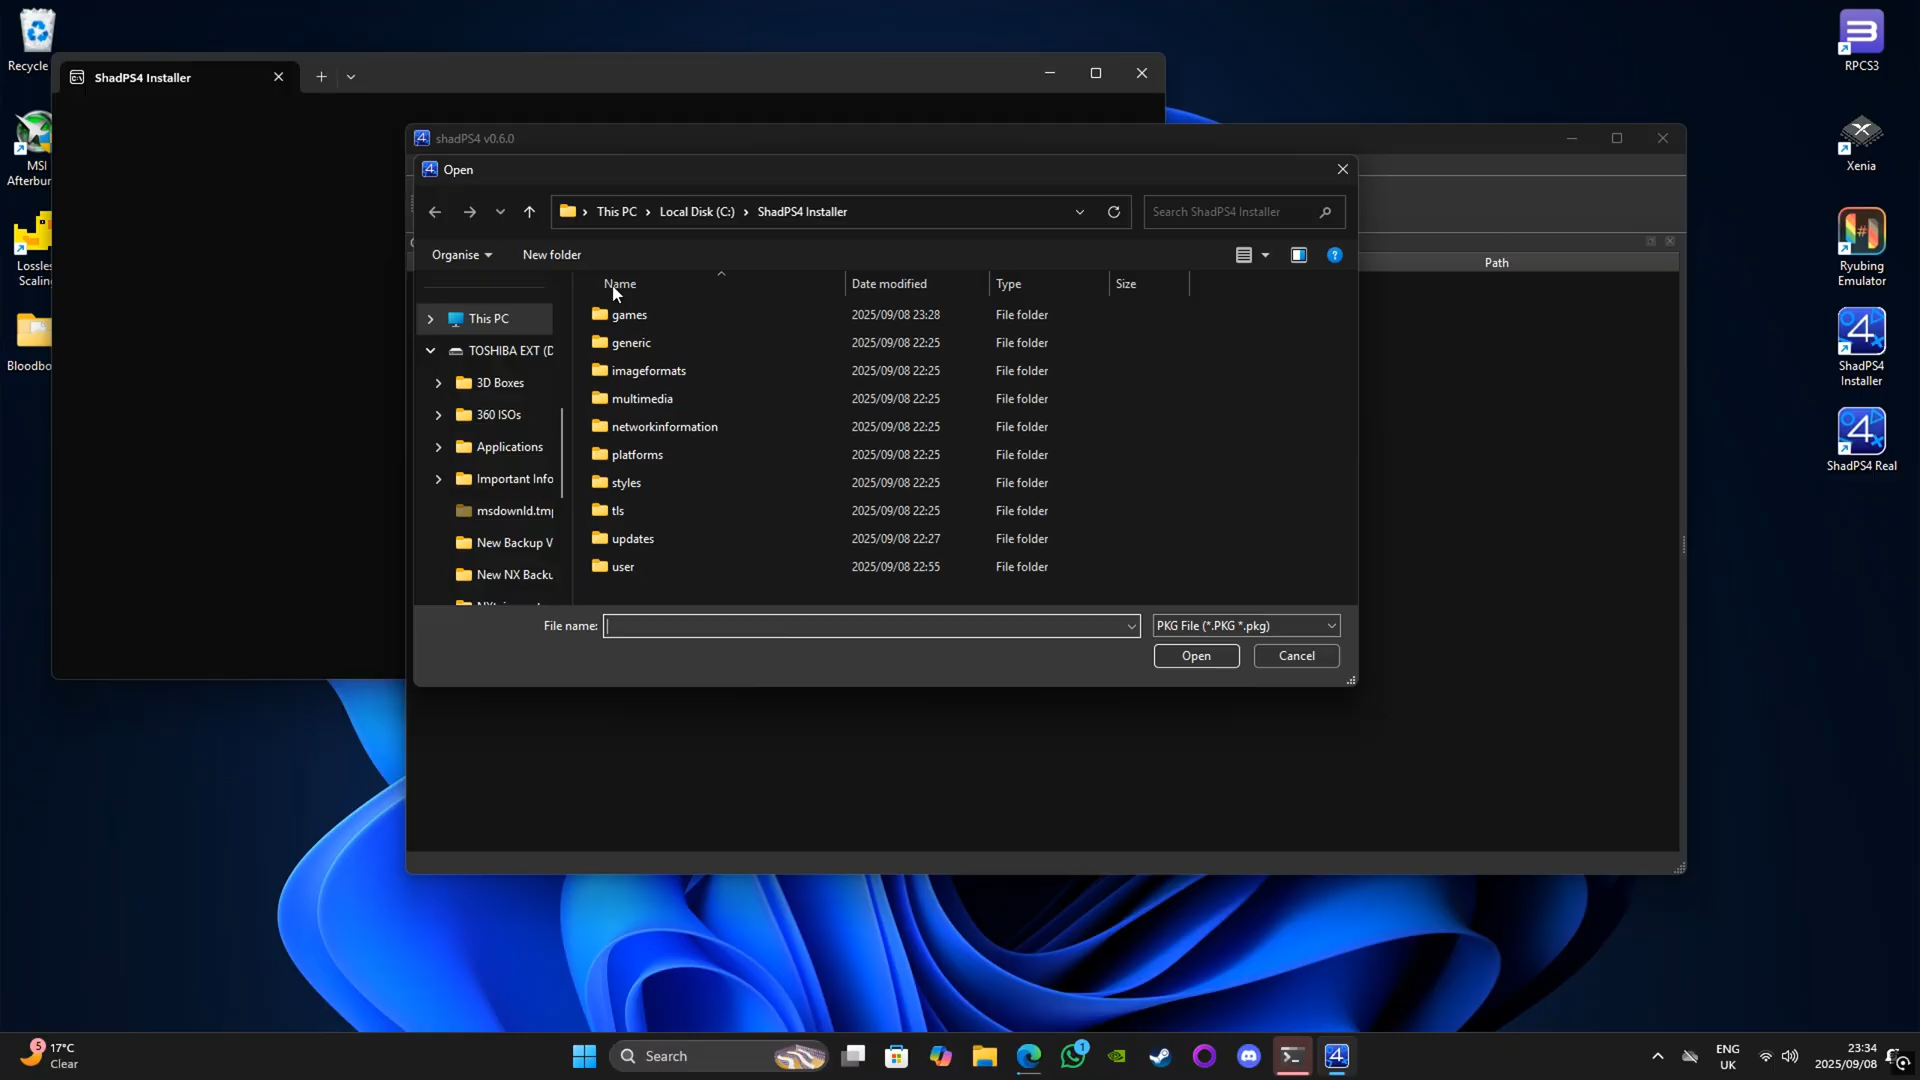 Recycle
MSI
Afterburn
Lossles
Scaling
Bloodbo
ShadPS4 Installer
shadPS4 v0.6.0
Open
This PC
Local Disk (C:)
ShadPS4 Installer
Search ShadPS4 Installer
Organise
New folder
Path
Name
Date modified
Type
Size
This PC
TOSHIBA EXT (D
3D Boxes
360 ISOs
Applications
Important Info
msdownld.tmp
New Backup V
New NX Backu
games 2025/09/08 23:28 File folder
generic 2025/09/08 22:25 File folder
imageformats 2025/09/08 22:25 File folder
multimedia 2025/09/08 22:25 File folder
networkinformation 2025/09/08 22:25 File folder
platforms 2025/09/08 22:25 File folder
styles 2025/09/08 22:25 File folder
tls 2025/09/08 22:25 File folder
updates 2025/09/08 22:27 File folder
user 2025/09/08 22:55 File folder
File name:
PKG File (*.PKG *.pkg)
Open
Cancel
RPCS3
Xenia
Ryubing
Emulator
ShadPS4
Installer
ShadPS4 Real
5
17°C
Clear
Search
1
ENG
UK
23:34
2025/09/08